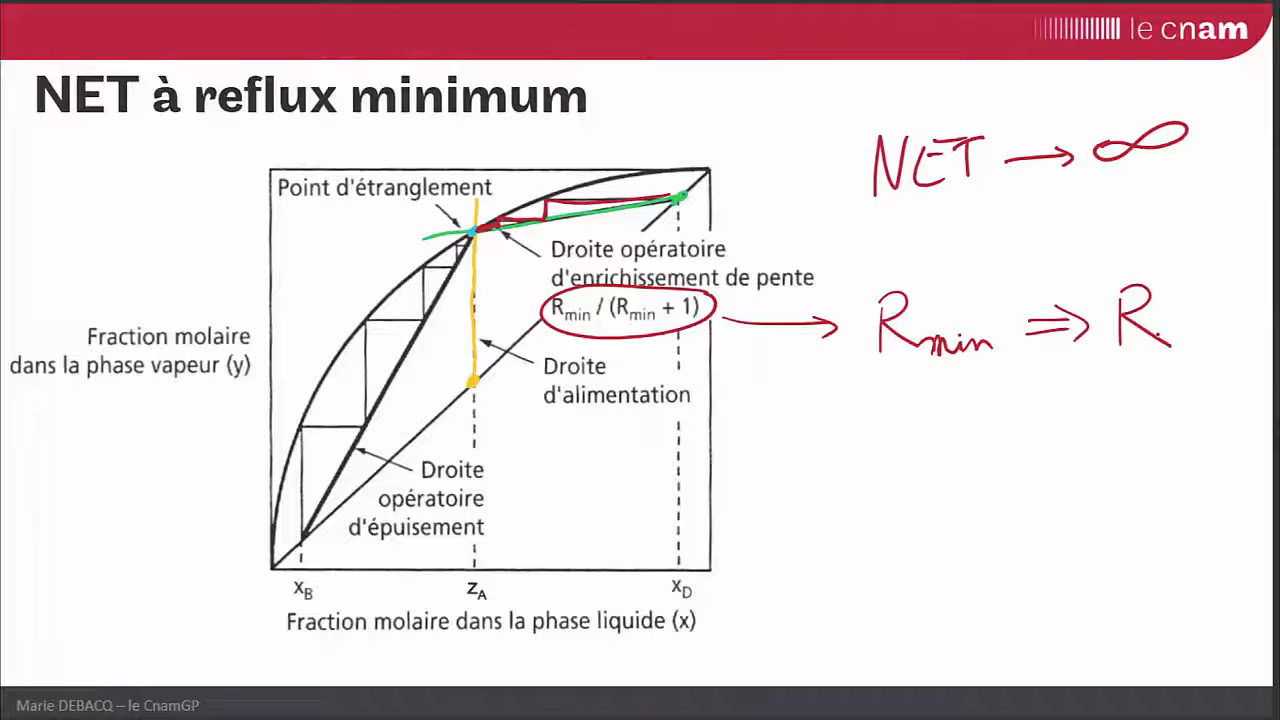 le cnam
NET à reflux minimum
NET → ∞
Point d'étranglement
Droite opératoire
d'enrichissement de pente
Rmin / (Rmin + 1)
Rmin ⇒ R
Fraction molaire
dans la phase vapeur (y)
Droite
d'alimentation
Droite
opératoire
d'épuisement
xB
zA
xD
Fraction molaire dans la phase liquide (x)
Marie DEBACQ – le CnamGP